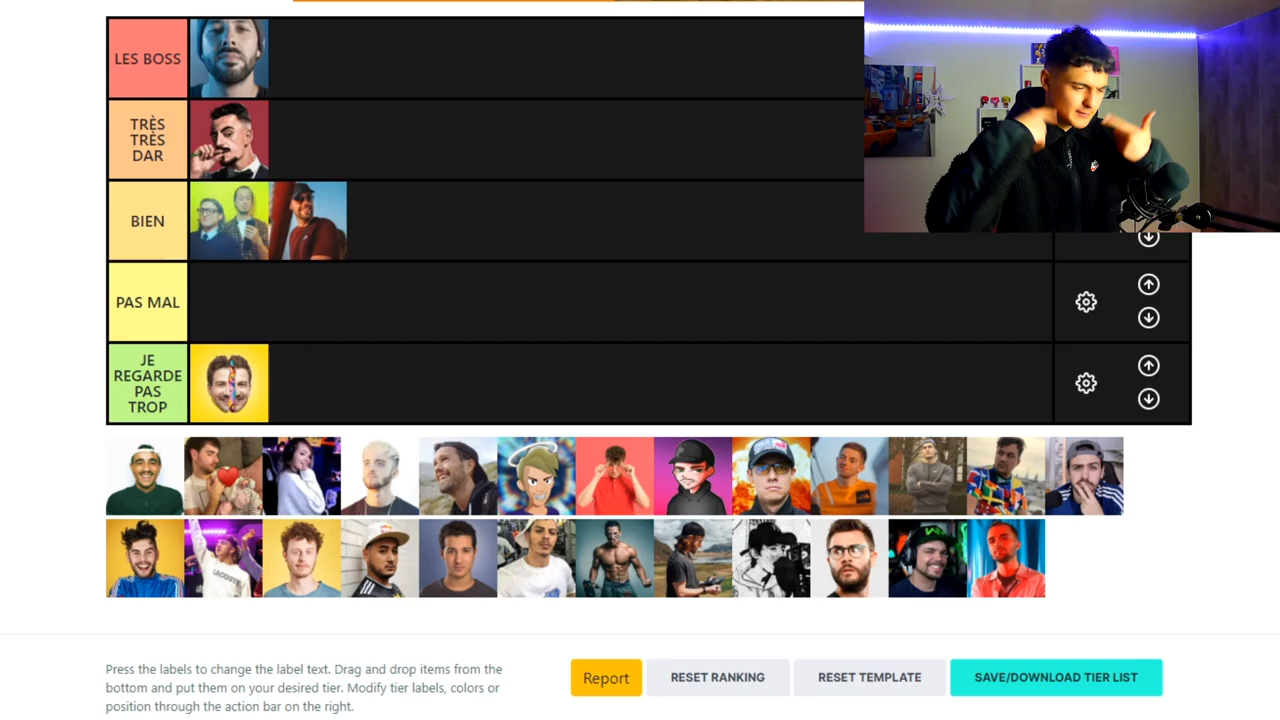 LES BOSS
TRÈS
TRÈS
DAR
BIEN
PAS MAL
JE
REGARDE
PAS
TROP
LACOSTE
Press the labels to change the label text. Drag and drop items from the
bottom and put them on your desired tier. Modify tier labels, colors or
position through the action bar on the right.
Report
RESET RANKING
RESET TEMPLATE
SAVE/DOWNLOAD TIER LIST